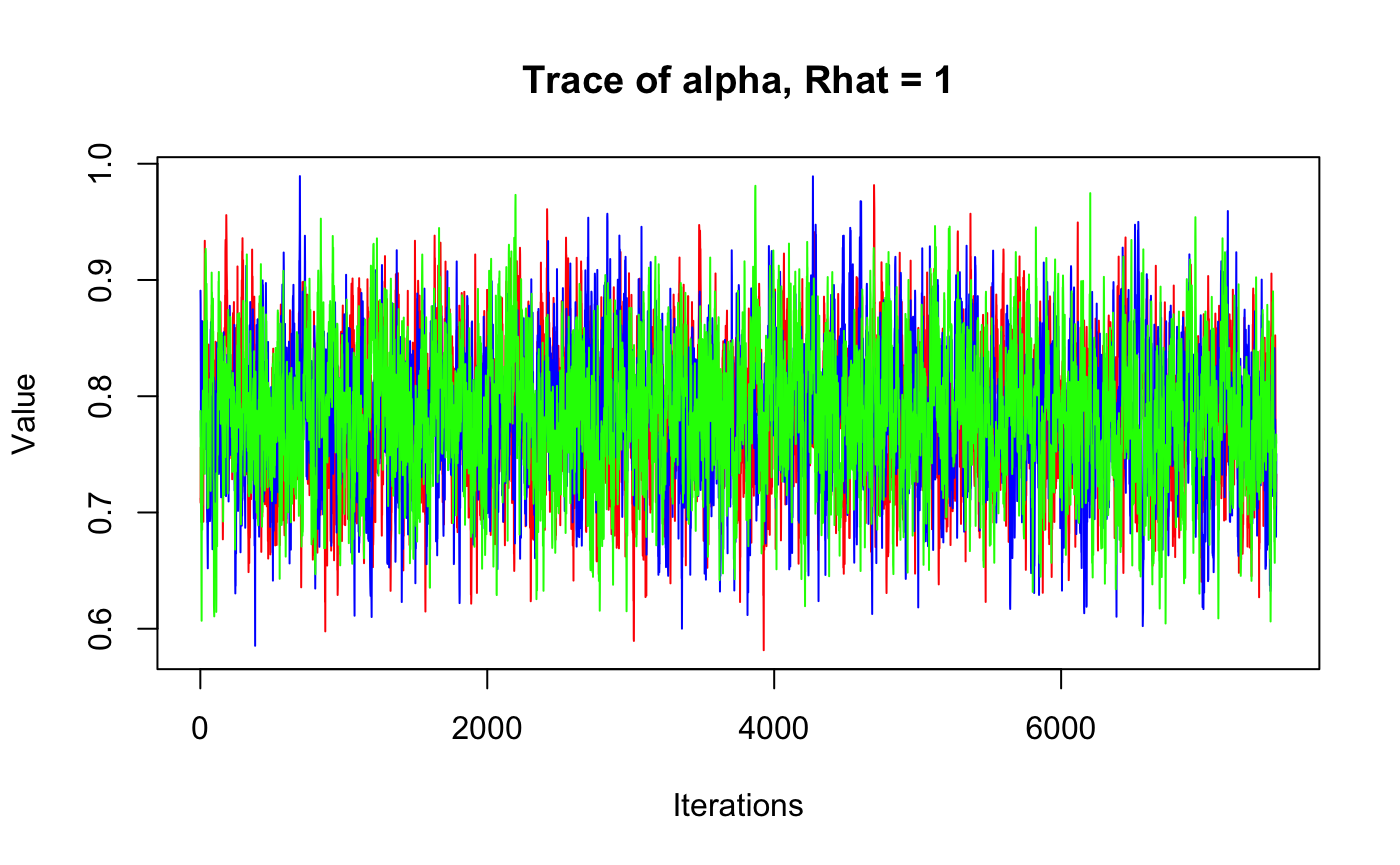 Trace of alpha, Rhat = 1
1.0
0.9
0.8
0.7
0.6
Value
0 2000 4000 6000
Iterations